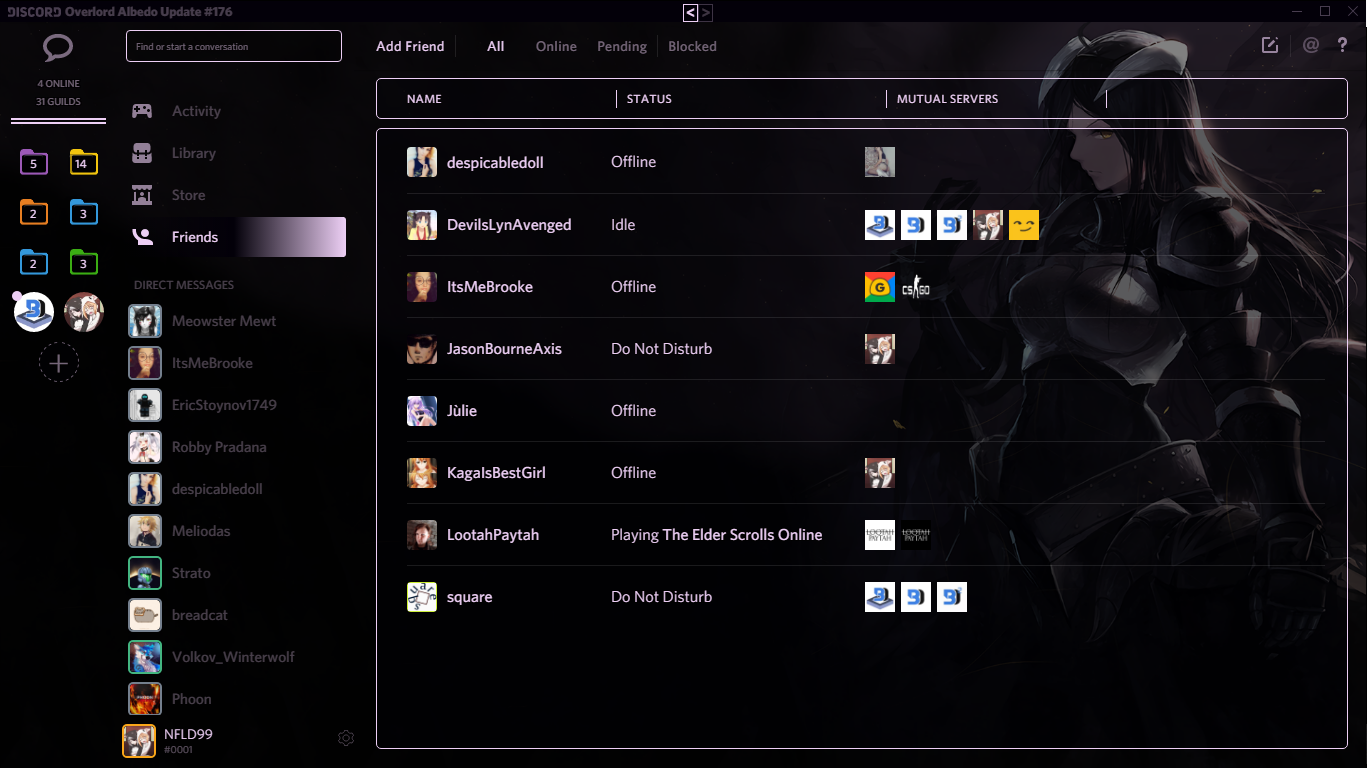 DISCORD Overlord Albedo Update #176
< >
4 ONLINE
31 GUILDS
5 14
2 3
2 3
Find or start a conversation
Activity
Library
Store
Friends
DIRECT MESSAGES
Meowster Mewt
ItsMeBrooke
EricStoynov1749
Robby Pradana
despicabledoll
Meliodas
Strato
breadcat
Volkov_Winterwolf
Phoon
NFLD99
#0001
Add Friend All Online Pending Blocked @ ?
NAME STATUS MUTUAL SERVERS
despicabledoll Offline
DevilsLynAvenged Idle
ItsMeBrooke Offline G CS GO
JasonBourneAxis Do Not Disturb
Jùlie Offline
KagaIsBestGirl Offline
LootahPaytah Playing The Elder Scrolls Online LOOTAH PAYTAH LOOTAH PAYTAH
square Do Not Disturb